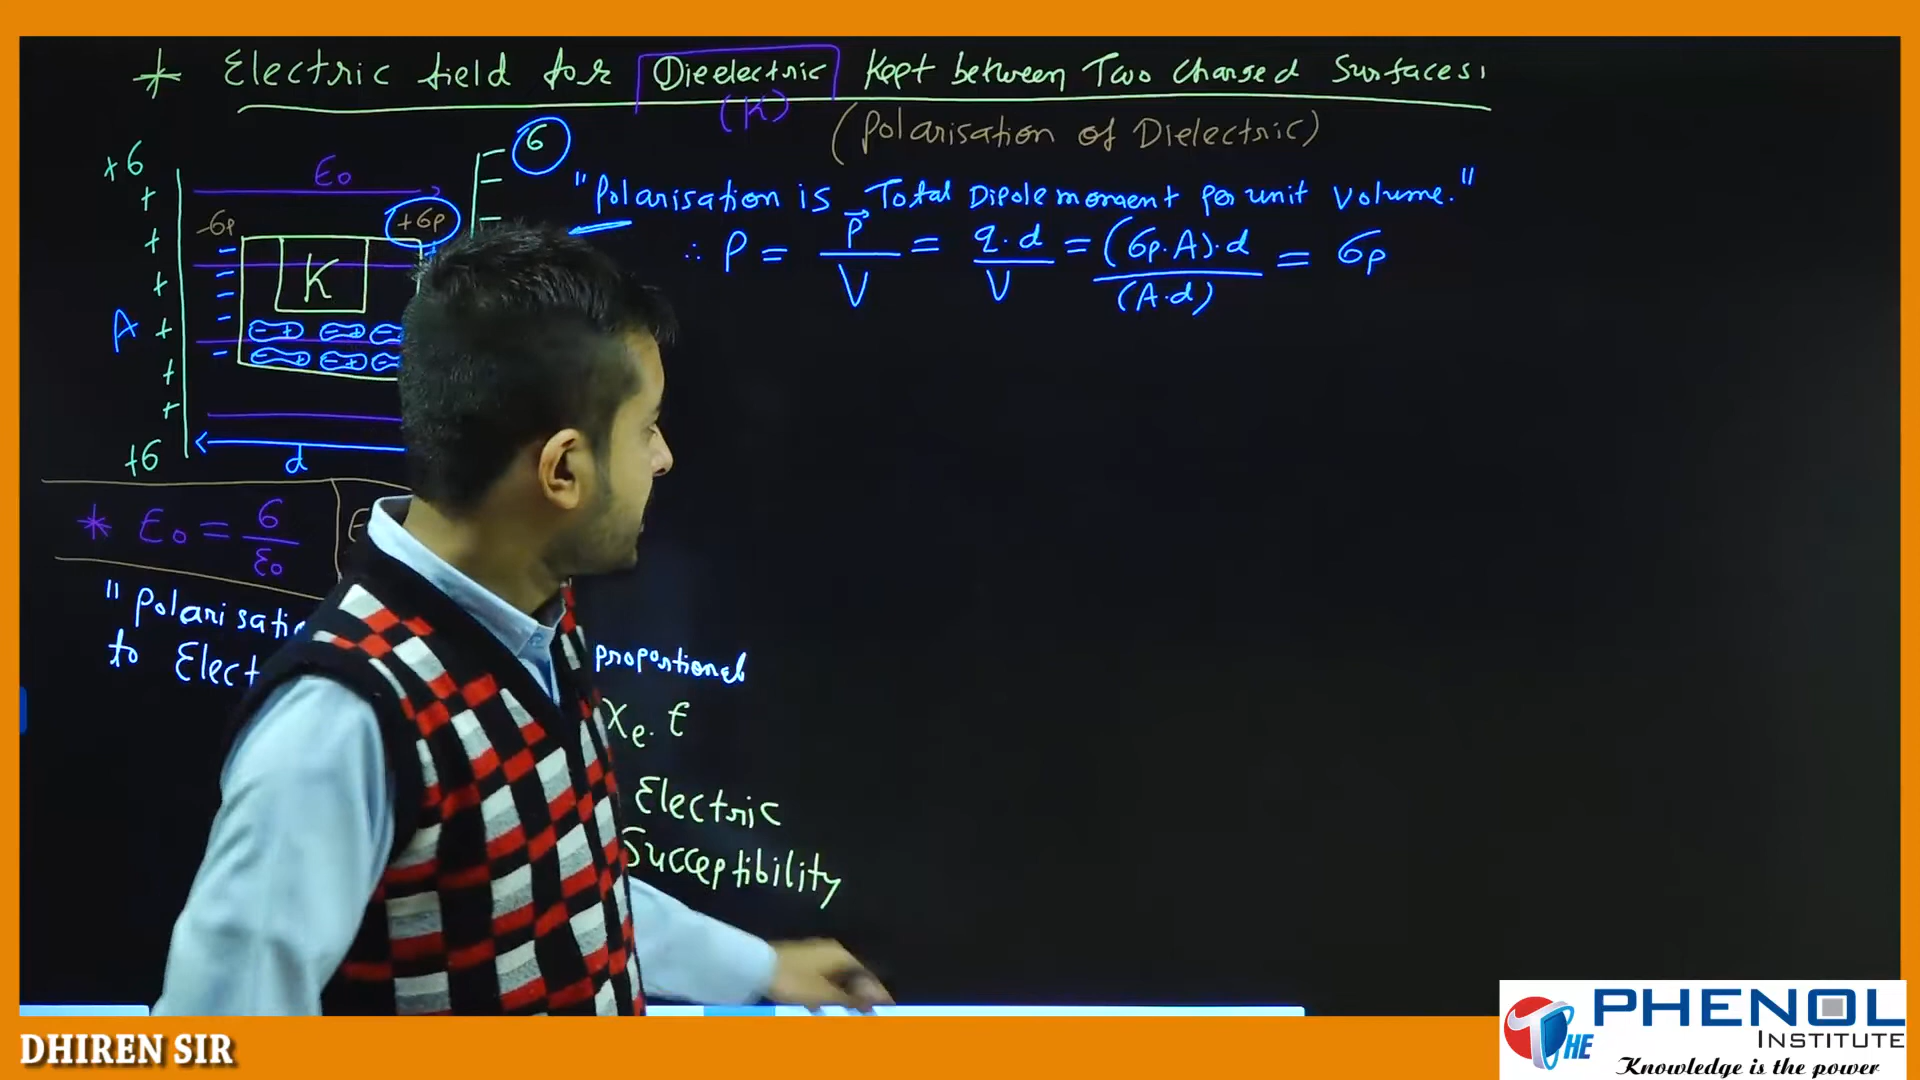 * Electric field for Dielectric Kept between Two charged Surfaces:
(K)
(Polarisation of Dielectric)
+σ
E₀
σ
-σp
+σp
K
A
d
+σ
"Polarisation is Total Dipole moment per unit volume."
∴ P = p⃗/V = q.d/V = (σp.A).d/(A.d) = σp
* E₀ = σ/ε₀
E
"Polarisatio
proportional
to Elect
χe. E
Electric
Succeptibility
DHIREN SIR
THE PHENOL
INSTITUTE
Knowledge is the power